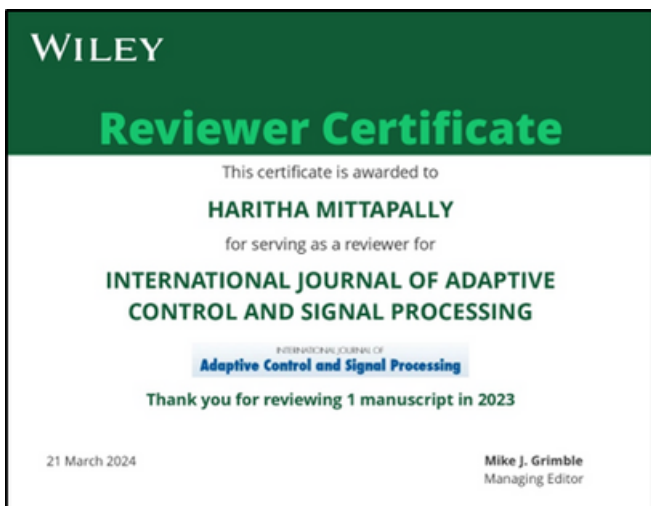 WILEY
Reviewer Certificate
This certificate is awarded to
HARITHA MITTAPALLY
for serving as a reviewer for
INTERNATIONAL JOURNAL OF ADAPTIVE
CONTROL AND SIGNAL PROCESSING
INTERNATIONAL JOURNAL OF
Adaptive Control and Signal Processing
Thank you for reviewing 1 manuscript in 2023
21 March 2024
Mike J. Grimble
Managing Editor